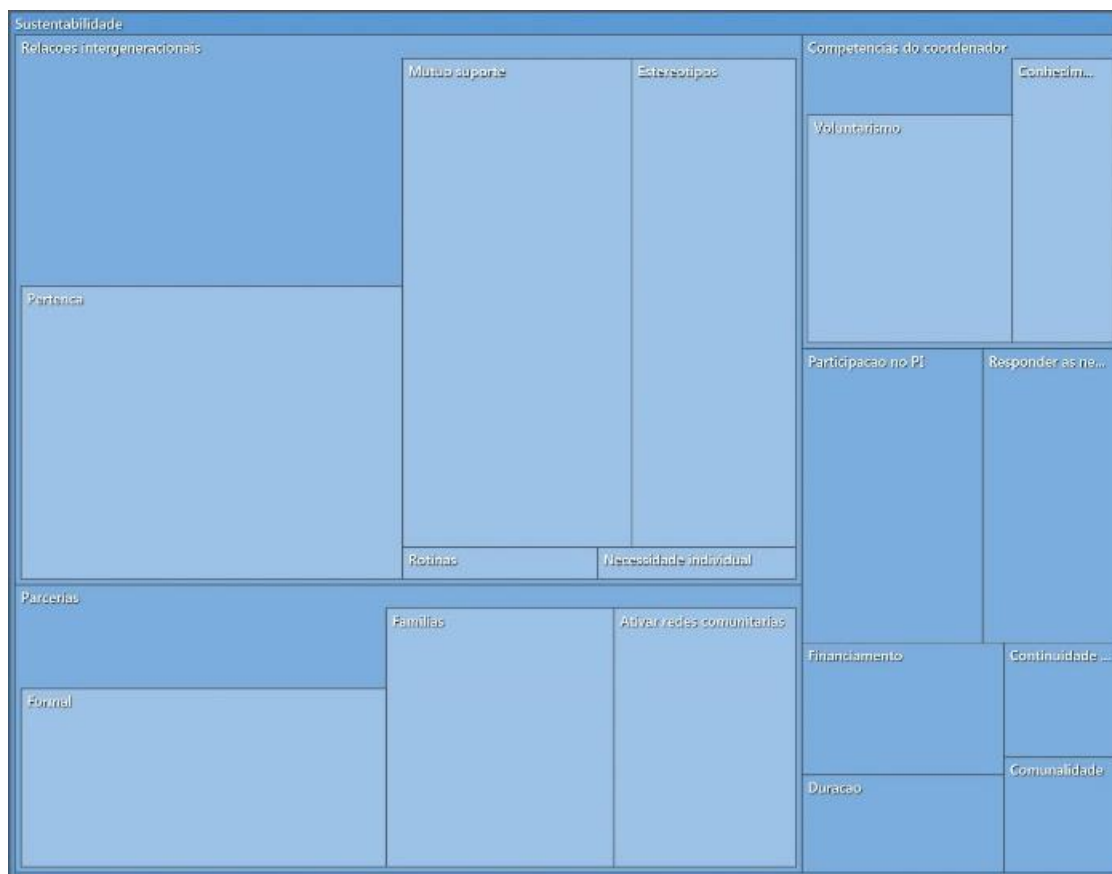 Sustentabilidade
Relacoes intergeneracionais
Mutuo suporte
Estereotipos
Pertenca
Rotinas
Necessidade individual
Parcerias
Formal
Familias
Ativar redes comunitarias
Competencias do coordenador
Voluntarismo
Conhecim...
Participacao no PI
Responder as ne...
Financiamento
Continuidade ...
Duracao
Comunalidade